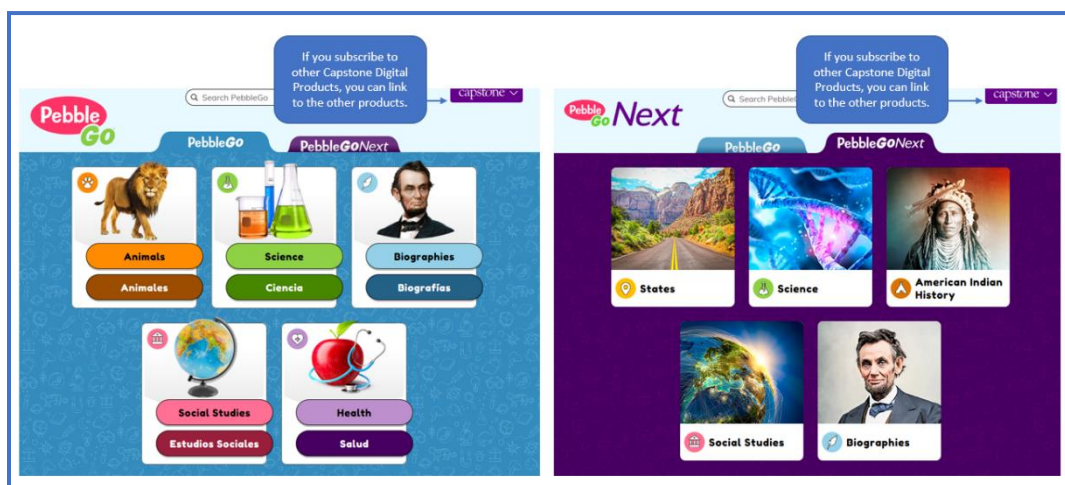 If you subscribe to
other Capstone Digital
Products, you can link
to the other products.
Search PebbleGo
capstone
Pebble
Go
PebbleGo
PebbleGONext
Animals
Animales
Science
Ciencia
Biographies
Biografías
Social Studies
Estudios Sociales
Health
Salud
If you subscribe to
other Capstone Digital
Products, you can link
to the other products.
Search PebbleG
capstone
Pebble
Go Next
PebbleGo
PebbleGONext
States
Science
American Indian
History
Social Studies
Biographies